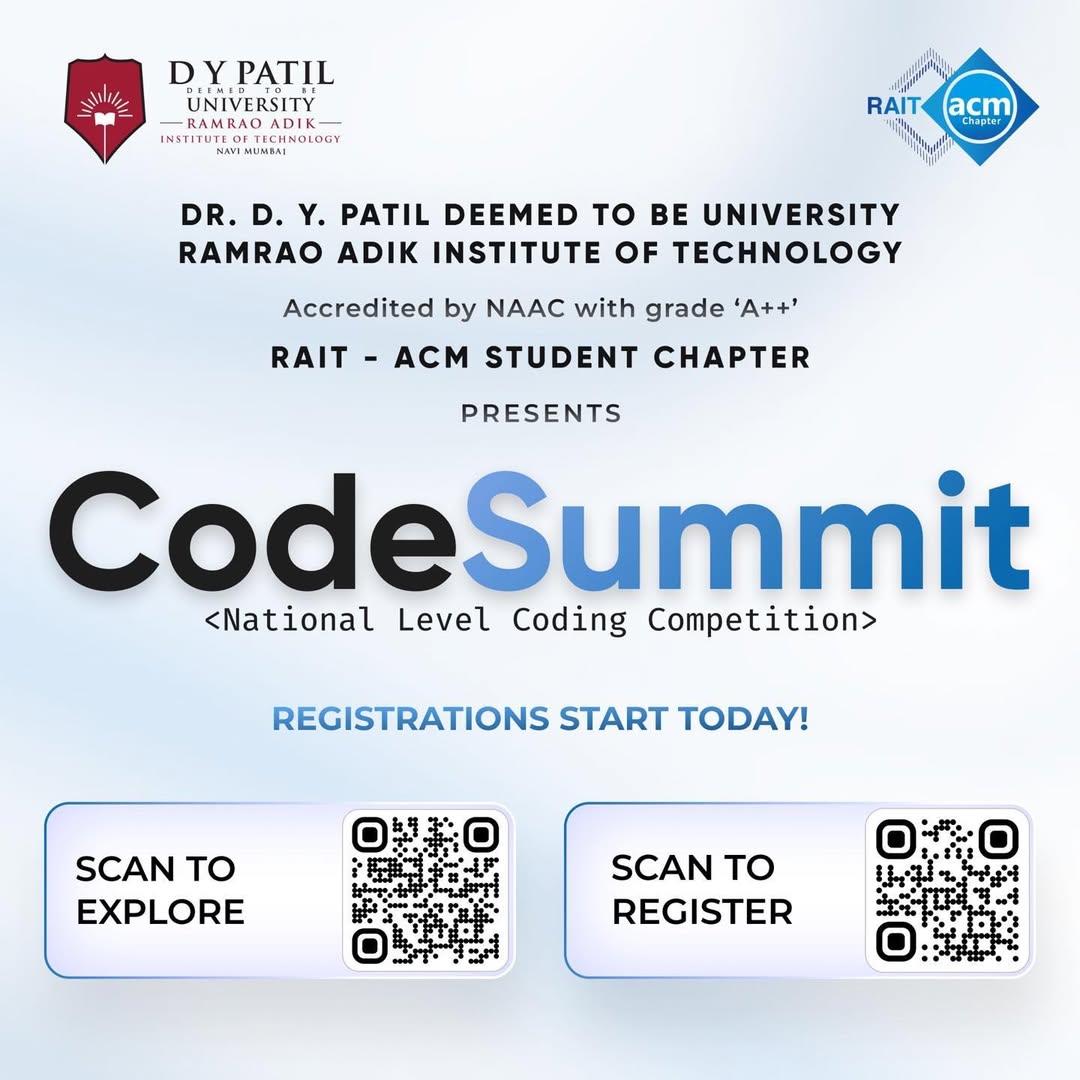 D Y PATIL
DEEMED TO BE
UNIVERSITY
RAMRAO ADIK
INSTITUTE OF TECHNOLOGY
NAVI MUMBAI
RAIT
acm
Chapter
DR. D. Y. PATIL DEEMED TO BE UNIVERSITY
RAMRAO ADIK INSTITUTE OF TECHNOLOGY
Accredited by NAAC with grade ‘A++’
RAIT - ACM STUDENT CHAPTER
PRESENTS
CodeSummit
<National Level Coding Competition>
REGISTRATIONS START TODAY!
SCAN TO
EXPLORE
SCAN TO
REGISTER